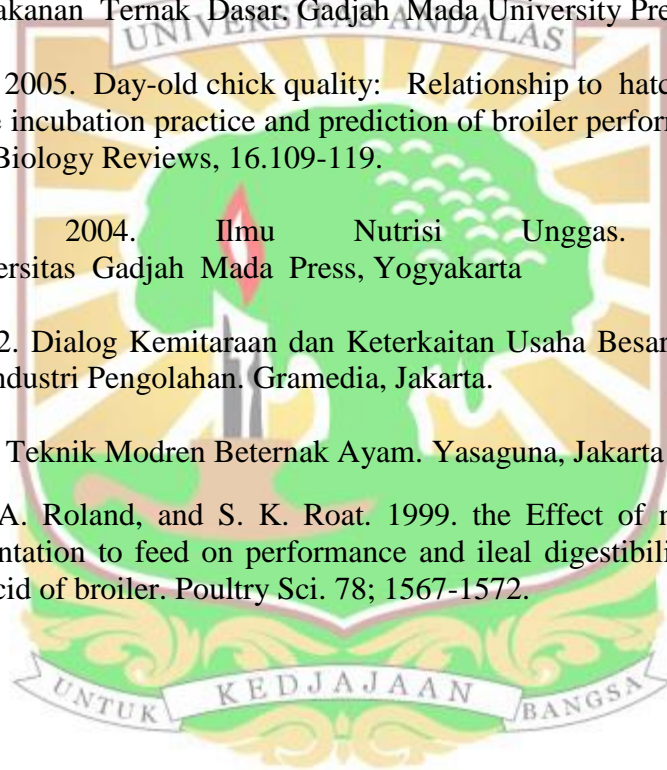 akanan Ternak Dasar. Gadjah Mada University Pre
UNIVERSITAS ANDALAS
2005. Day-old chick quality: Relationship to hatc
e incubation practice and prediction of broiler perform
Biology Reviews, 16.109-119.
2004. Ilmu Nutrisi Unggas.
ersitas Gadjah Mada Press, Yogyakarta
2. Dialog Kemitaraan dan Keterkaitan Usaha Besar
ndustri Pengolahan. Gramedia, Jakarta.
Teknik Modren Beternak Ayam. Yasaguna, Jakarta
A. Roland, and S. K. Roat. 1999. the Effect of
ntation to feed on performance and ileal digestibili
cid of broiler. Poultry Sci. 78; 1567-1572.
UNTUK KEDJAJAAN BANGSA